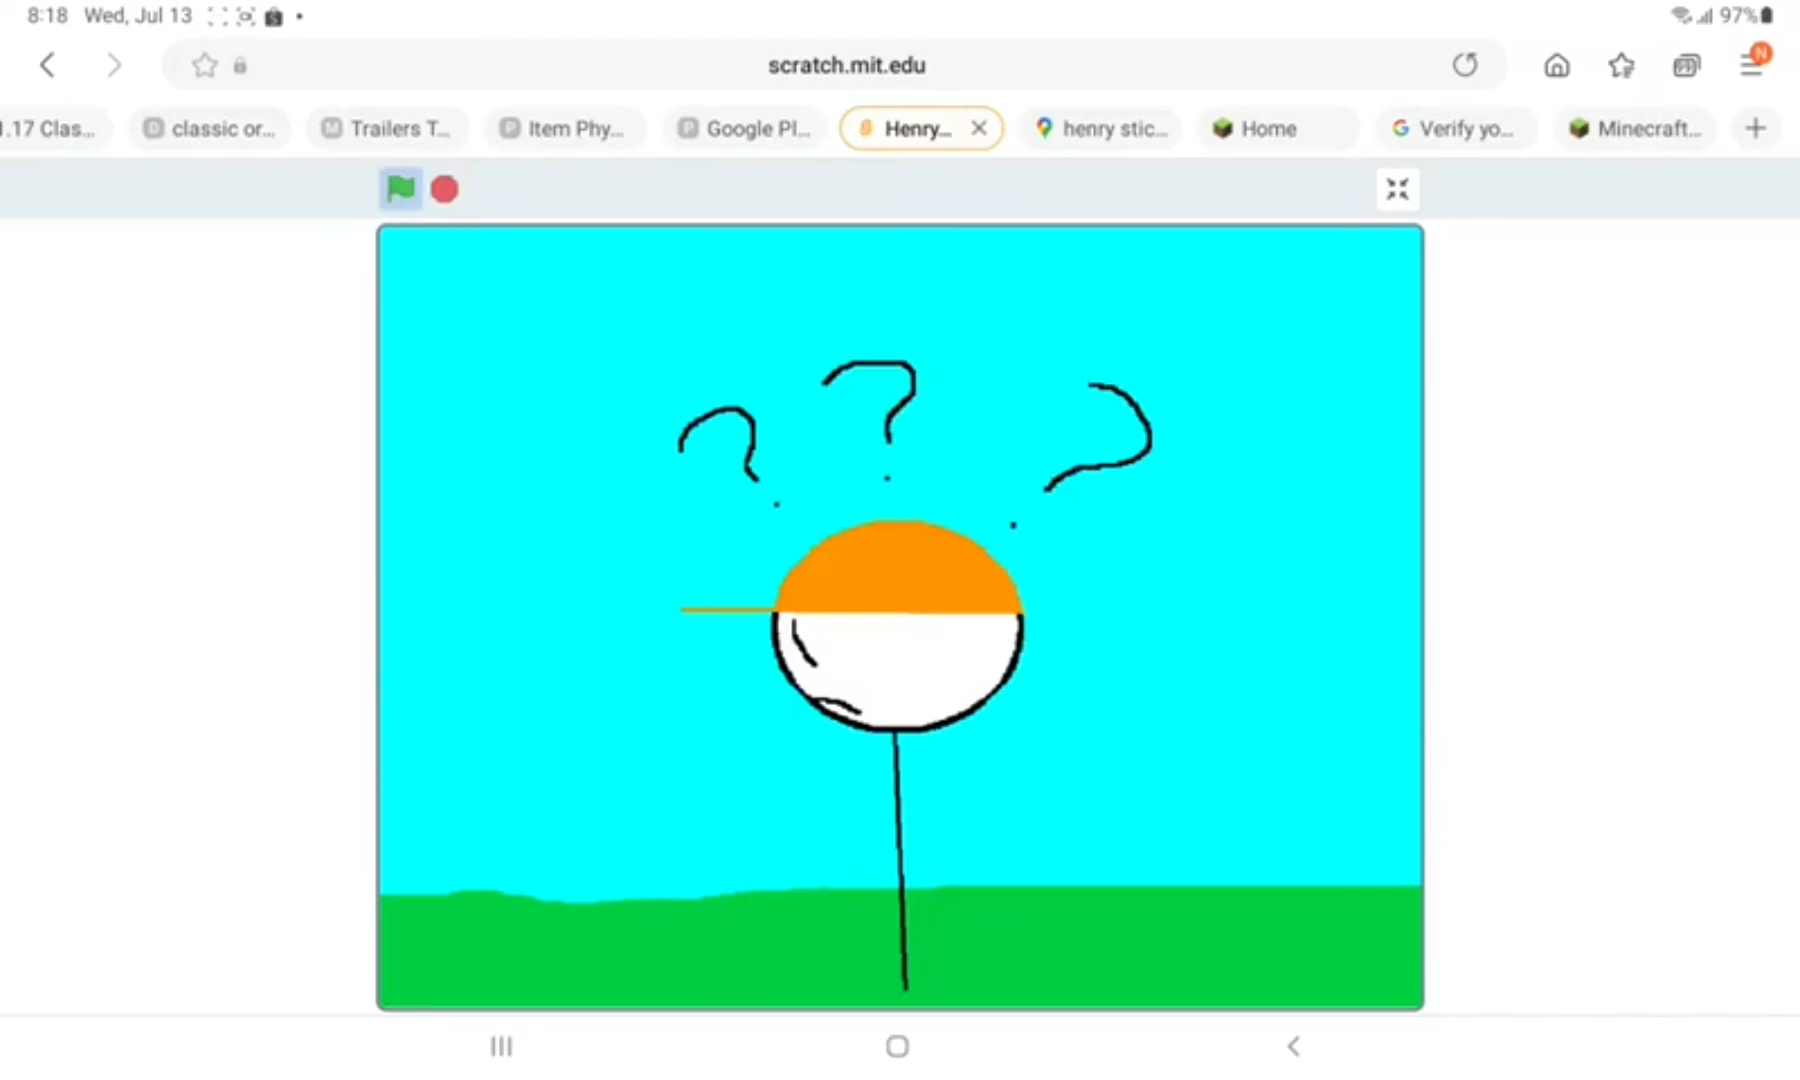 8:18 Wed, Jul 13 97%
scratch.mit.edu
N
.17 Clas... D classic or... M Trailers T... P Item Phy... P Google Pl... Henry... henry stic... Home G Verify yo... Minecraft...
? ? ?